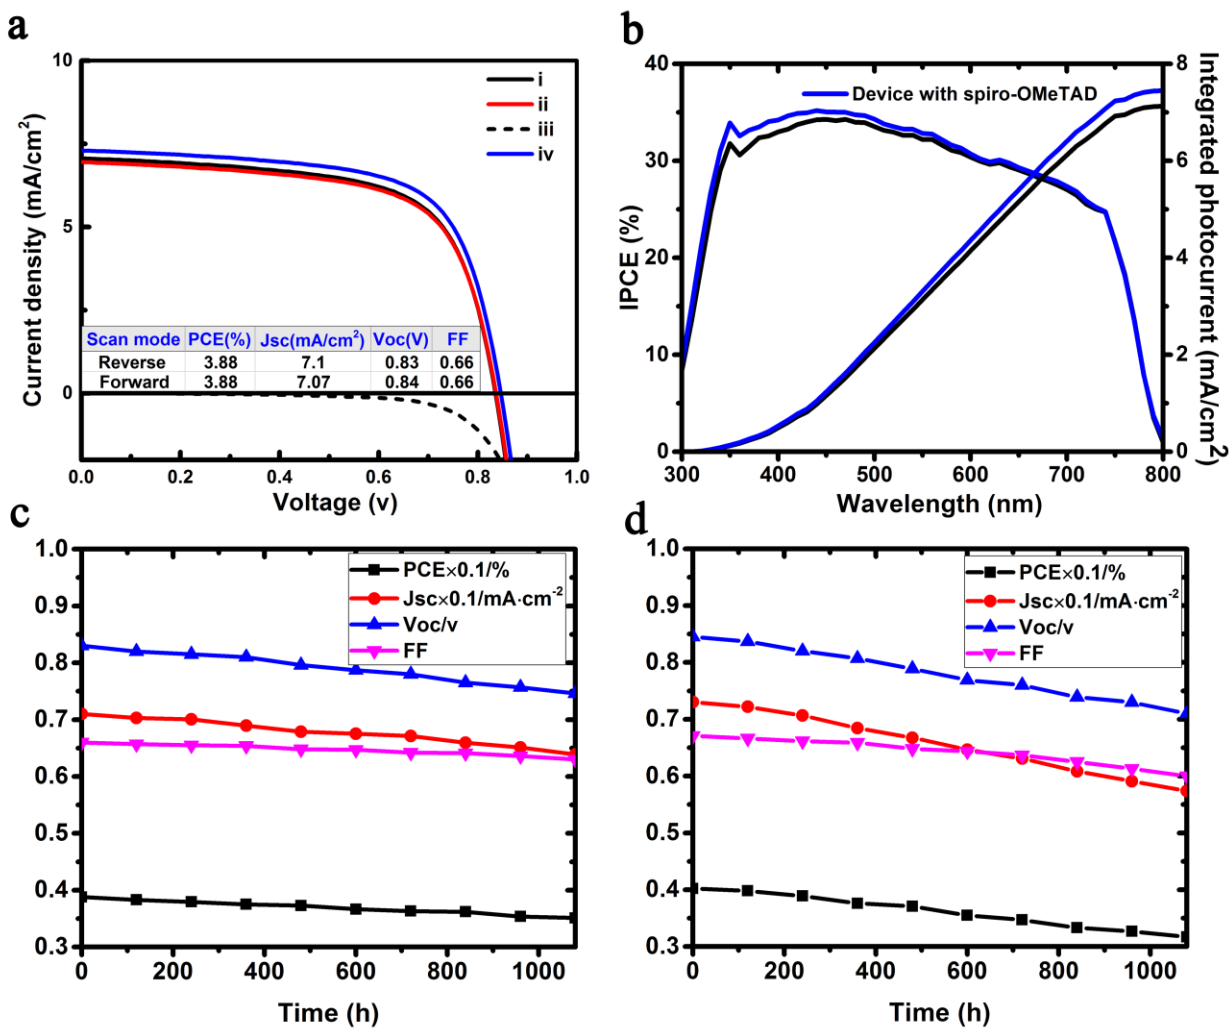 a
10
5
0
0.0 0.2 0.4 0.6 0.8 1.0
Current density (mA/cm²)
Voltage (v)
i
ii
iii
iv
Scan mode PCE(%) Jsc(mA/cm²) Voc(V) FF
Reverse 3.88 7.1 0.83 0.66
Forward 3.88 7.07 0.84 0.66
b
40
30
20
10
0
300 400 500 600 700 800
8
6
4
2
0
IPCE (%)
Wavelength (nm)
Integrated photocurrent (mA/cm²)
Device with spiro-OMeTAD
c
1.0
0.9
0.8
0.7
0.6
0.5
0.4
0.3
0 200 400 600 800 1000
Time (h)
PCE×0.1/%
Jsc×0.1/mA·cm⁻²
Voc/v
FF
d
1.0
0.9
0.8
0.7
0.6
0.5
0.4
0.3
0 200 400 600 800 1000
Time (h)
PCE×0.1/%
Jsc×0.1/mA·cm⁻²
Voc/v
FF